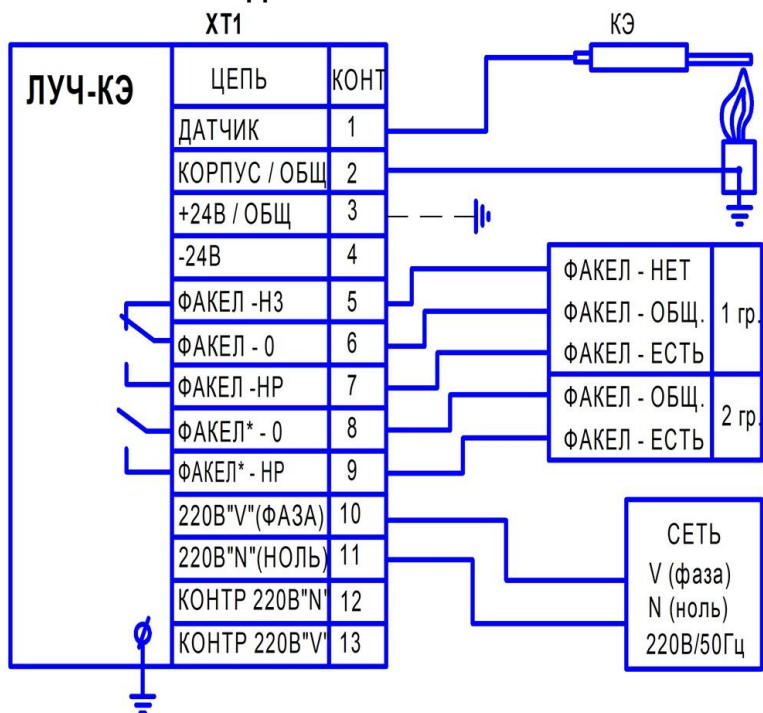 ХТ1
КЭ
ЛУЧ-КЭ
ЦЕПЬ КОНТ
ДАТЧИК 1
КОРПУС / ОБЩ 2
+24В / ОБЩ 3
-24В 4
ФАКЕЛ -НЗ 5
ФАКЕЛ - 0 6
ФАКЕЛ -НР 7
ФАКЕЛ* - 0 8
ФАКЕЛ* - НР 9
220В"V"(ФАЗА) 10
220В"N"(НОЛЬ) 11
КОНТР 220В"N" 12
КОНТР 220В"V" 13
ФАКЕЛ - НЕТ
ФАКЕЛ - ОБЩ.
ФАКЕЛ - ЕСТЬ
1 гр.
ФАКЕЛ - ОБЩ.
ФАКЕЛ - ЕСТЬ
2 гр.
СЕТЬ
V (фаза)
N (ноль)
220В/50Гц